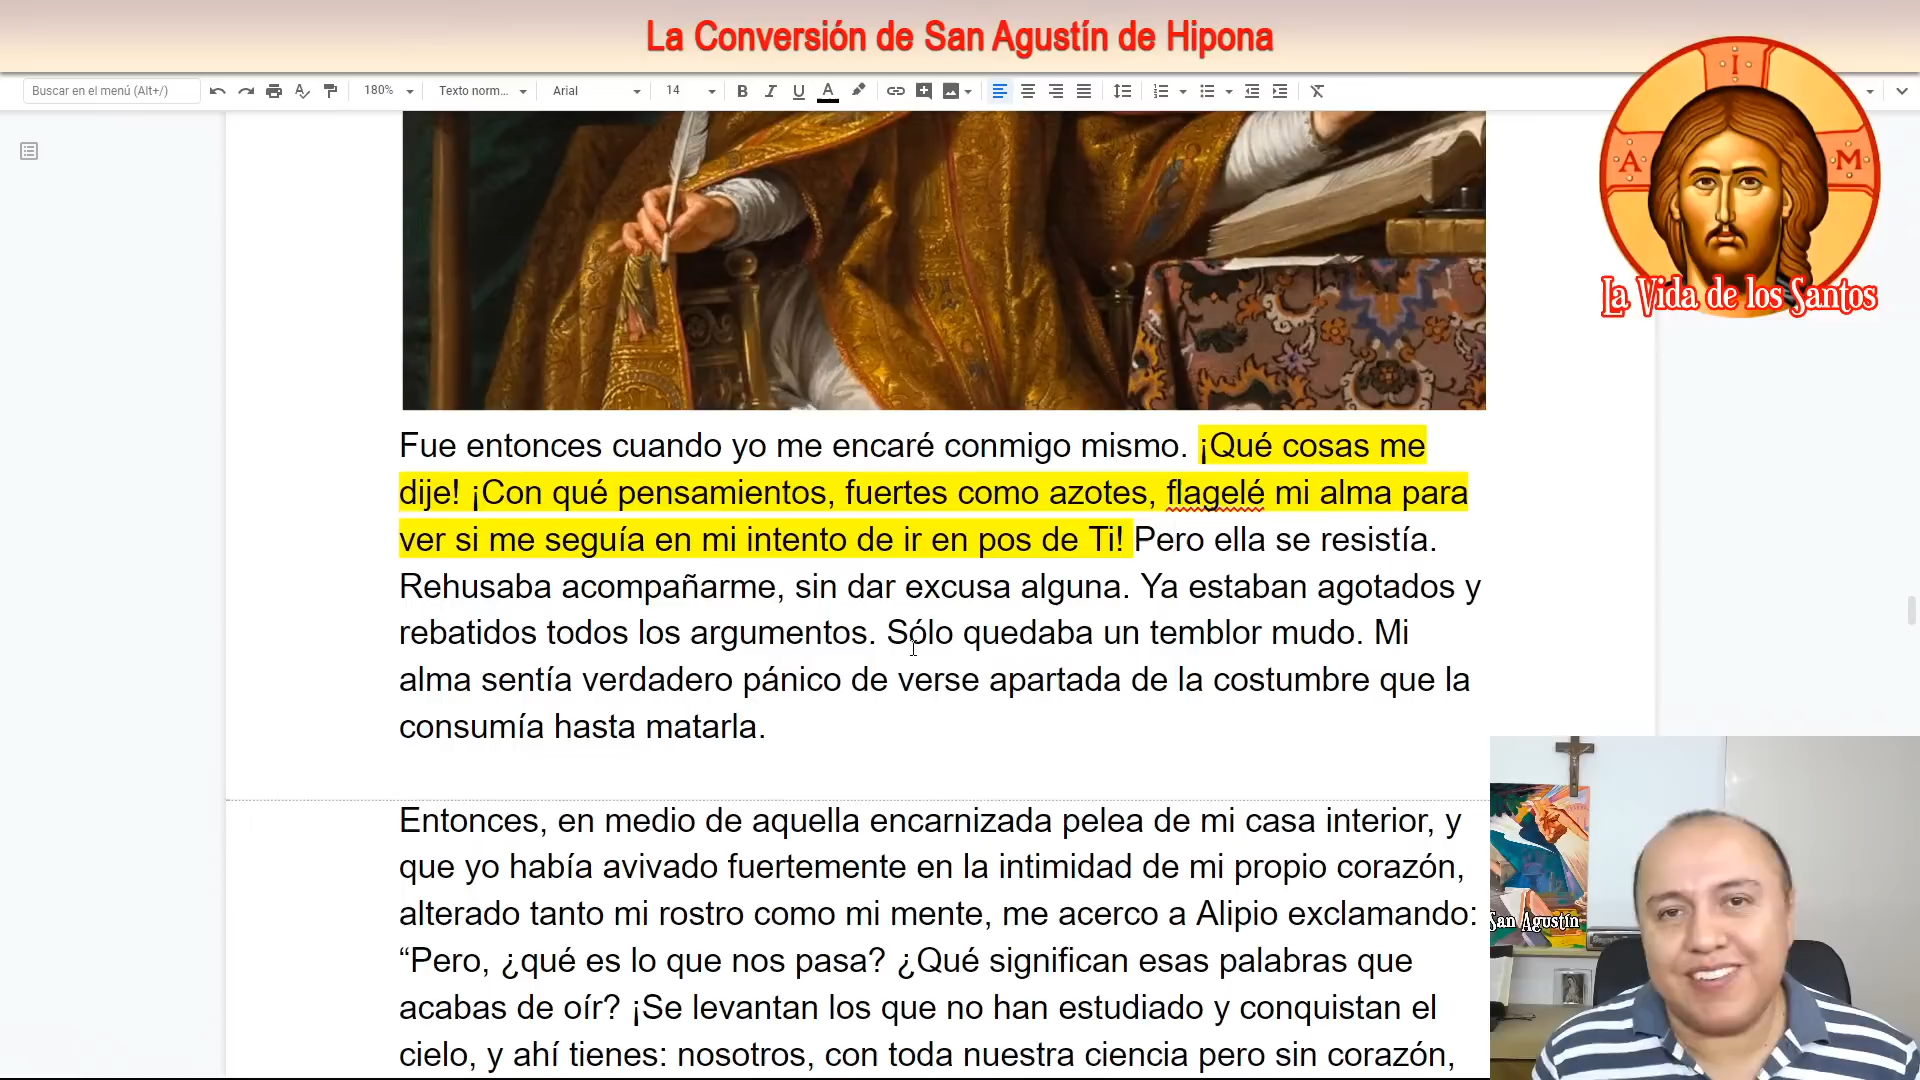 La Conversión de San Agustín de Hipona
Buscar en el menú (Alt+/)
180%
Texto norm...
Arial
14
B
I
U
A
I
A
M
La Vida de los Santos
Fue entonces cuando yo me encaré conmigo mismo. ¡Qué cosas me
dije! ¡Con qué pensamientos, fuertes como azotes, flagelé mi alma para
ver si me seguía en mi intento de ir en pos de Ti! Pero ella se resistía.
Rehusaba acompañarme, sin dar excusa alguna. Ya estaban agotados y
rebatidos todos los argumentos. Sólo quedaba un temblor mudo. Mi
alma sentía verdadero pánico de verse apartada de la costumbre que la
consumía hasta matarla.
Entonces, en medio de aquella encarnizada pelea de mi casa interior, y
que yo había avivado fuertemente en la intimidad de mi propio corazón,
alterado tanto mi rostro como mi mente, me acerco a Alipio exclamando:
“Pero, ¿qué es lo que nos pasa? ¿Qué significan esas palabras que
acabas de oír? ¡Se levantan los que no han estudiado y conquistan el
cielo, y ahí tienes: nosotros, con toda nuestra ciencia pero sin corazón,
San Agustín